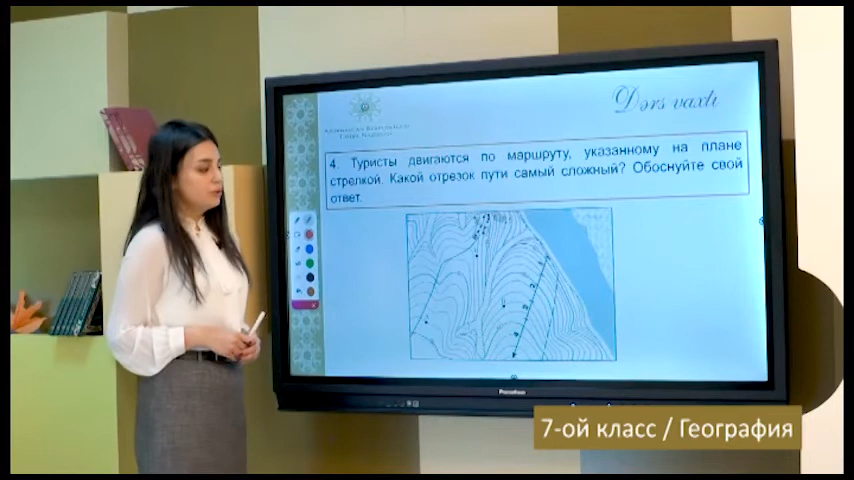 Dərs vaxtı
4. Туристы двигаются по маршруту, указанному на плане
стрелкой. Какой отрезок пути самый сложный? Обоснуйте свой
ответ.
7-ой класс / География